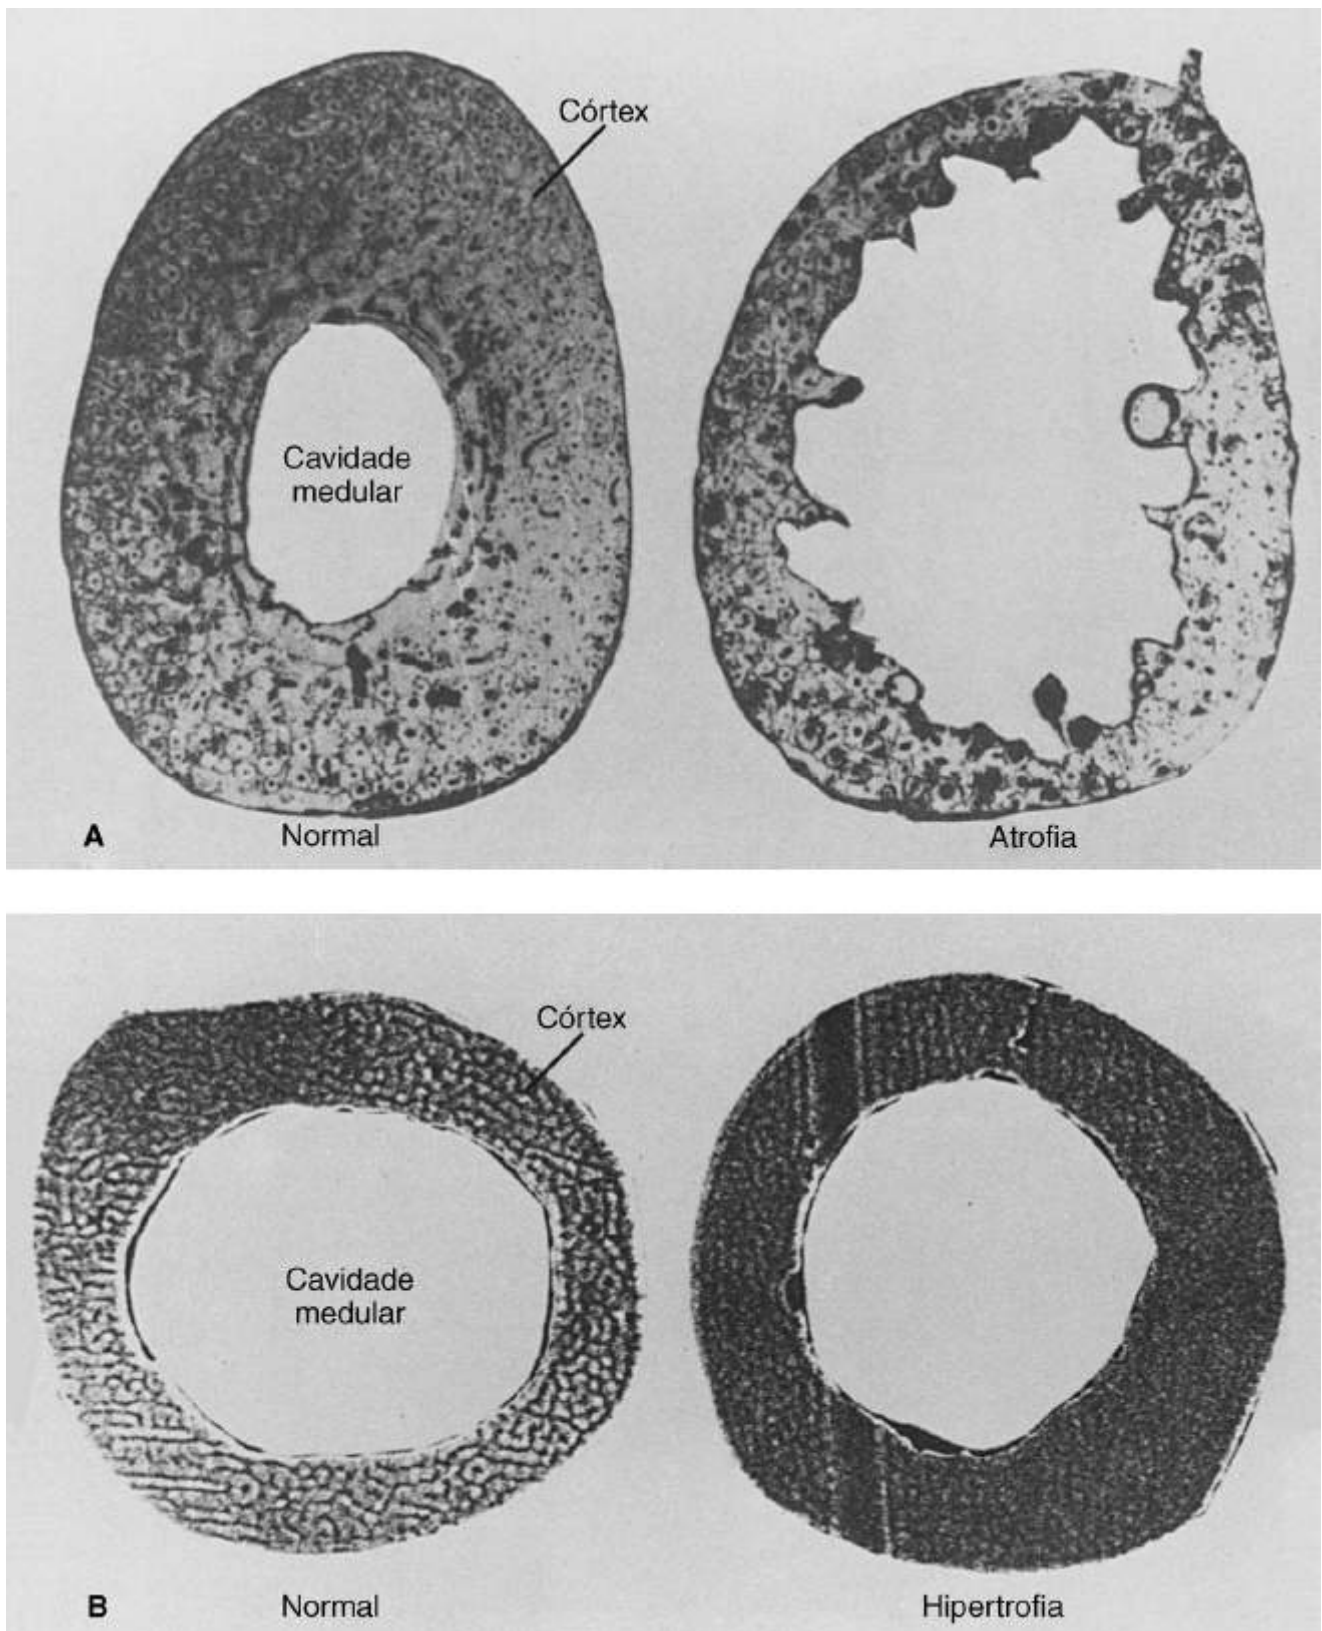 Córtex
Cavidade
medular
A
Normal
Atrofia
Córtex
Cavidade
medular
B
Normal
Hipertrofia